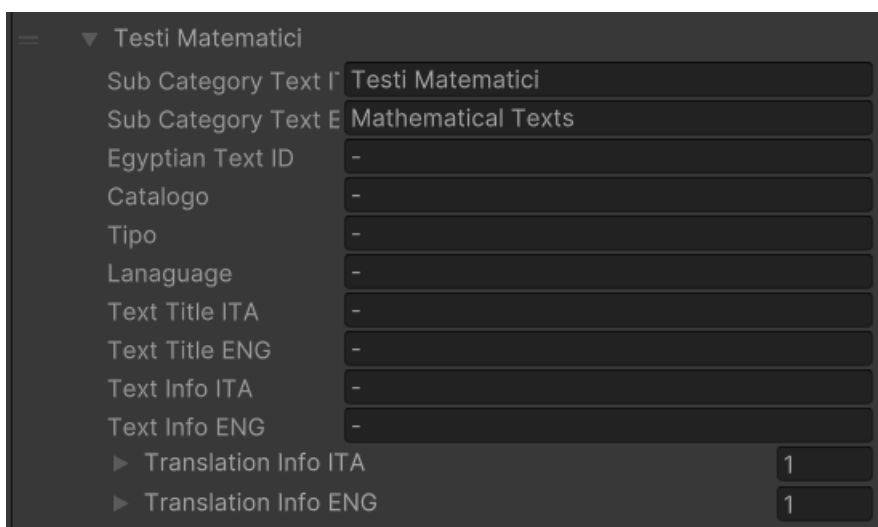 Testi Matematici
Sub Category Text I Testi Matematici
Sub Category Text E Mathematical Texts
Egyptian Text ID -
Catalogo -
Tipo -
Lanaguage -
Text Title ITA -
Text Title ENG -
Text Info ITA -
Text Info ENG -
Translation Info ITA 1
Translation Info ENG 1